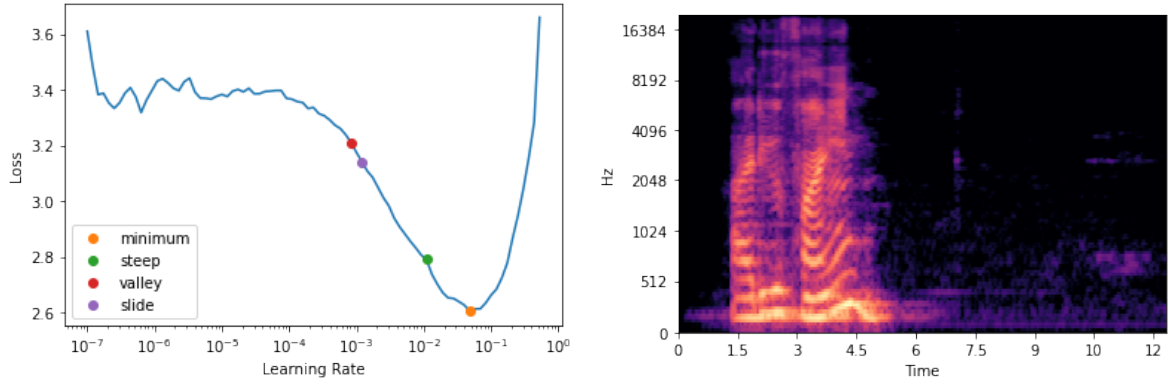 3.6
3.4
3.2
3.0
2.8
2.6
Loss
minimum
steep
valley
slide
10⁻⁷ 10⁻⁶ 10⁻⁵ 10⁻⁴ 10⁻³ 10⁻² 10⁻¹ 10⁰
Learning Rate
16384
8192
4096
2048
1024
512
0
Hz
0 1.5 3 4.5 6 7.5 9 10 12
Time